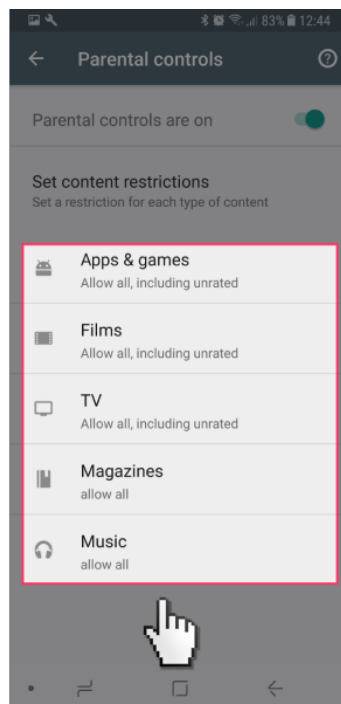 83% 12:44
Parental controls
Parental controls are on
Set content restrictions
Set a restriction for each type of content
Apps & games
Allow all, including unrated
Films
Allow all, including unrated
TV
Allow all, including unrated
Magazines
allow all
Music
allow all